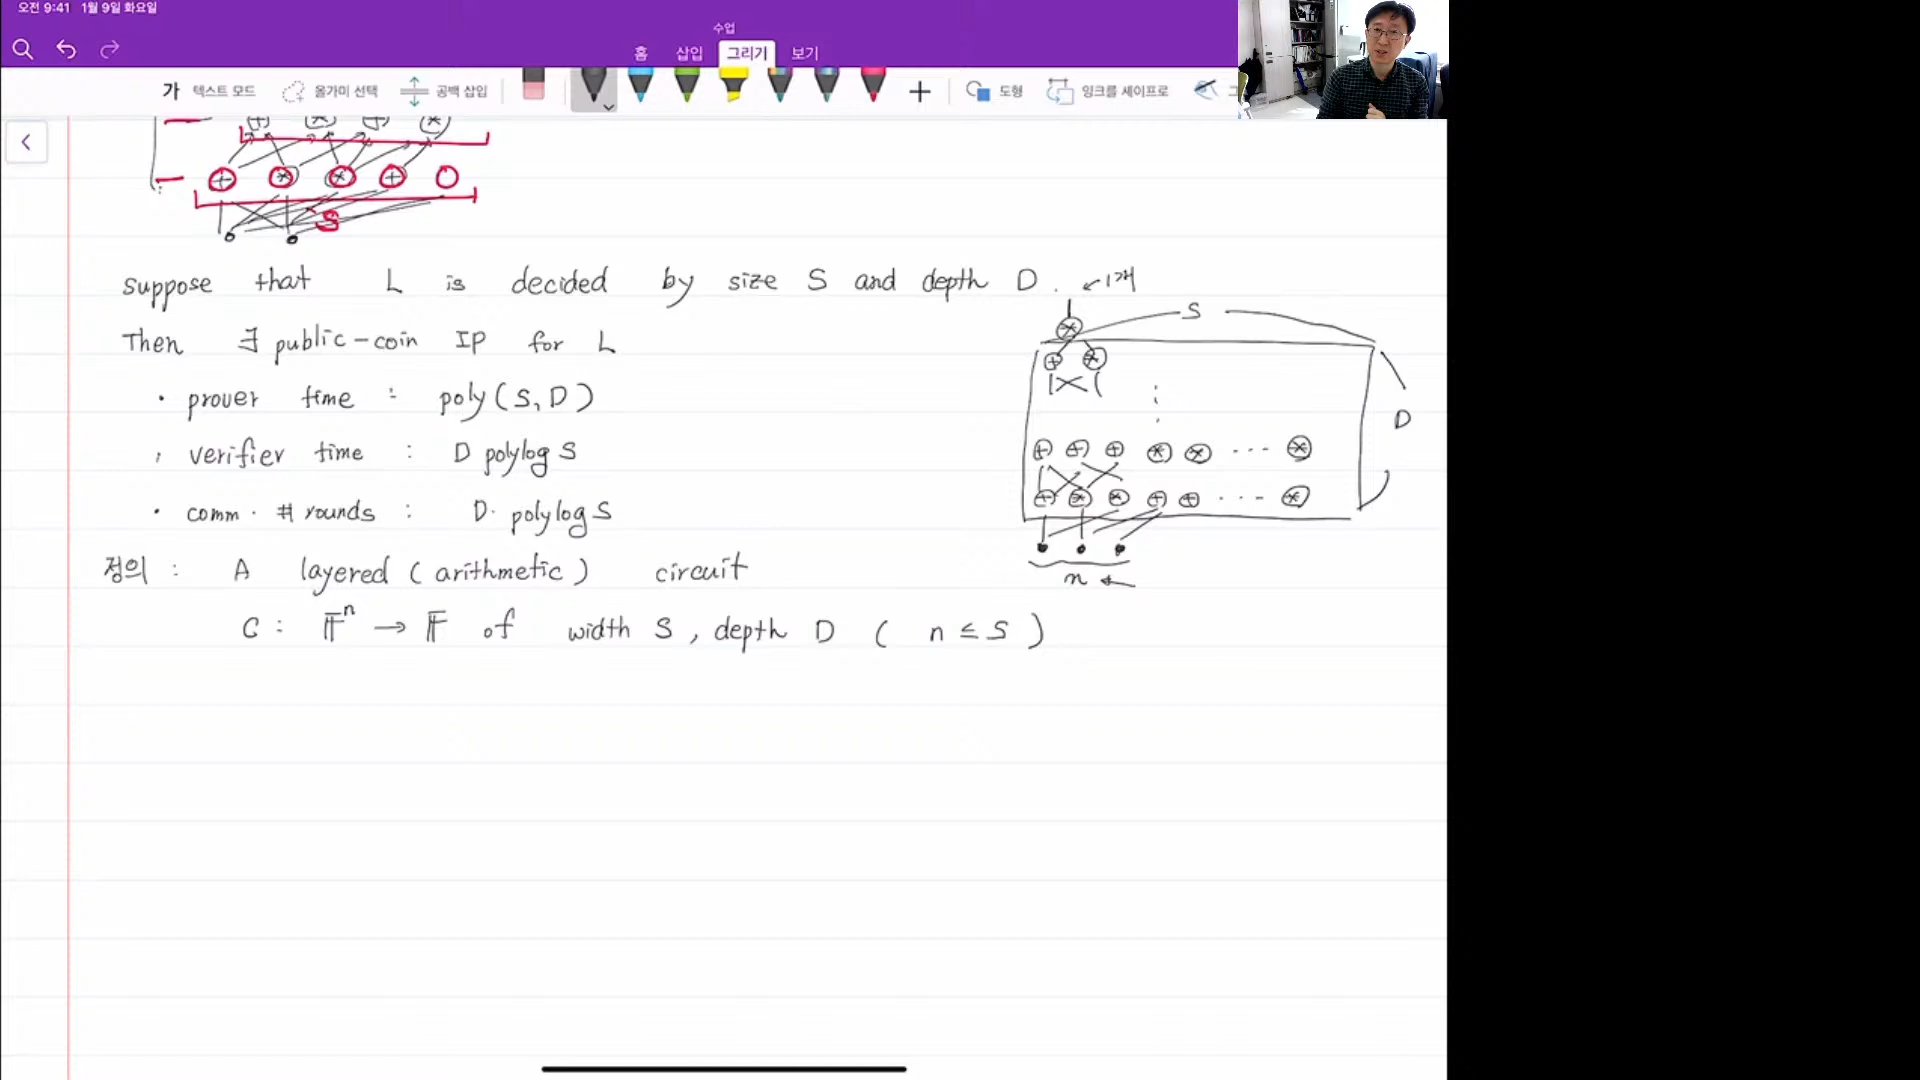 오전 9:41 1월 9일 화요일
수업
홈 삽입 그리기 보기
가 텍스트 모드 올가미 선택 공백 삽입 도형 잉크를 셰이프로 그
S
suppose that L is decided by size S and depth D. ← 1개
Then ∃ public-coin IP for L
· prover time : poly(S, D)
· verifier time : D polylog S
· comm. # rounds : D· polylog S
정의 : A layered (arithmetic) circuit
C : 𝔽ⁿ → 𝔽 of width S, depth D ( n ≤ S )
S
D
n ←